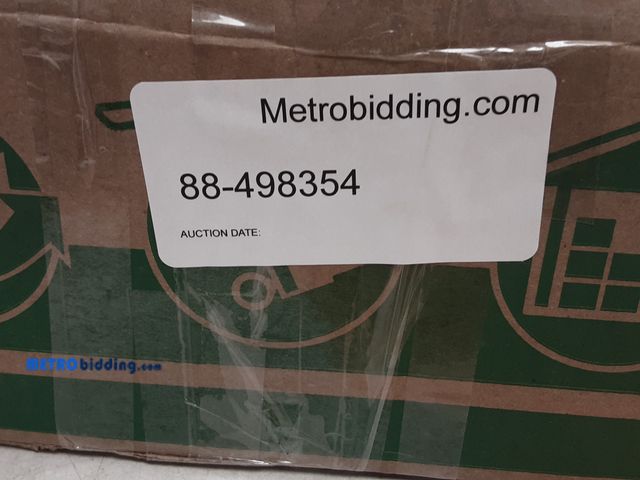 Metrobidding.com
88-498354
AUCTION DATE:
METRObidding.com